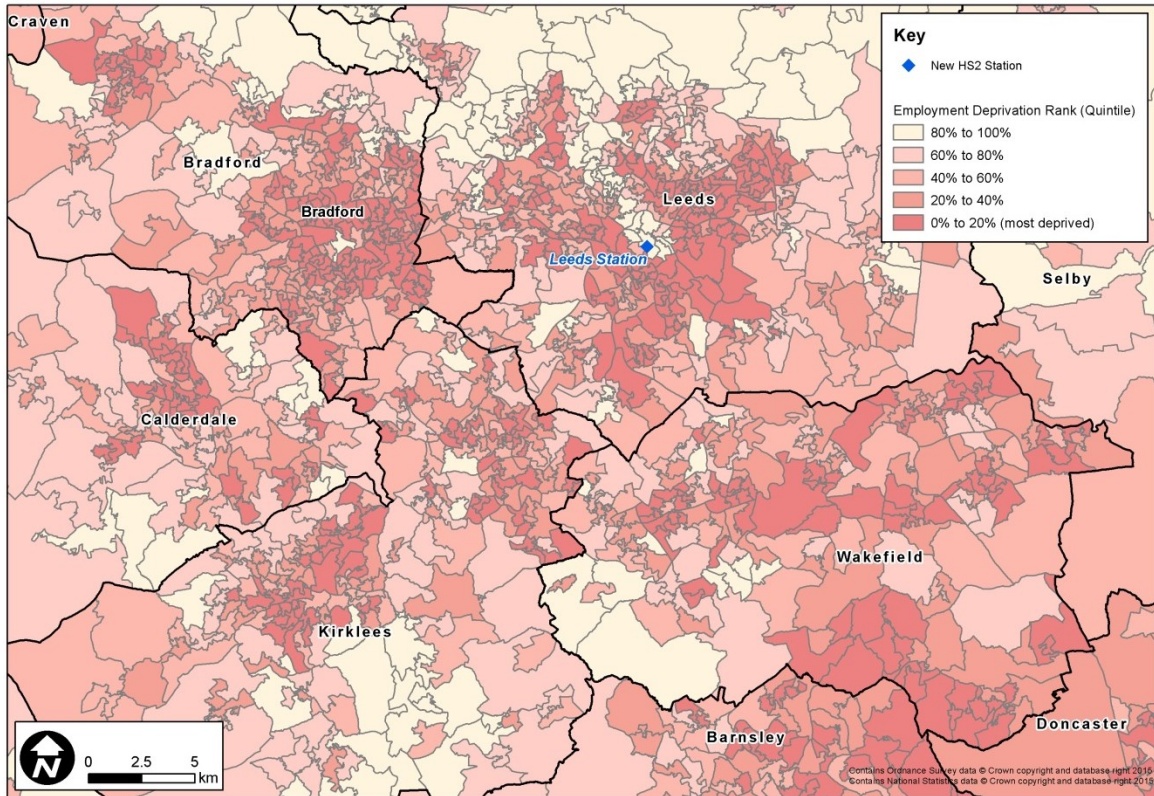 Craven
Key
New HS2 Station
Employment Deprivation Rank (Quintile)
80% to 100%
60% to 80%
40% to 60%
20% to 40%
0% to 20% (most deprived)
Bradford
Bradford
Leeds
Leeds Station
Selby
Calderdale
Wakefield
Kirklees
Barnsley
Doncaster
N
0 2.5 5
km
Contains Ordnance Survey data © Crown copyright and database right 2015
Contains National Statistics data © Crown copyright and database right 2015